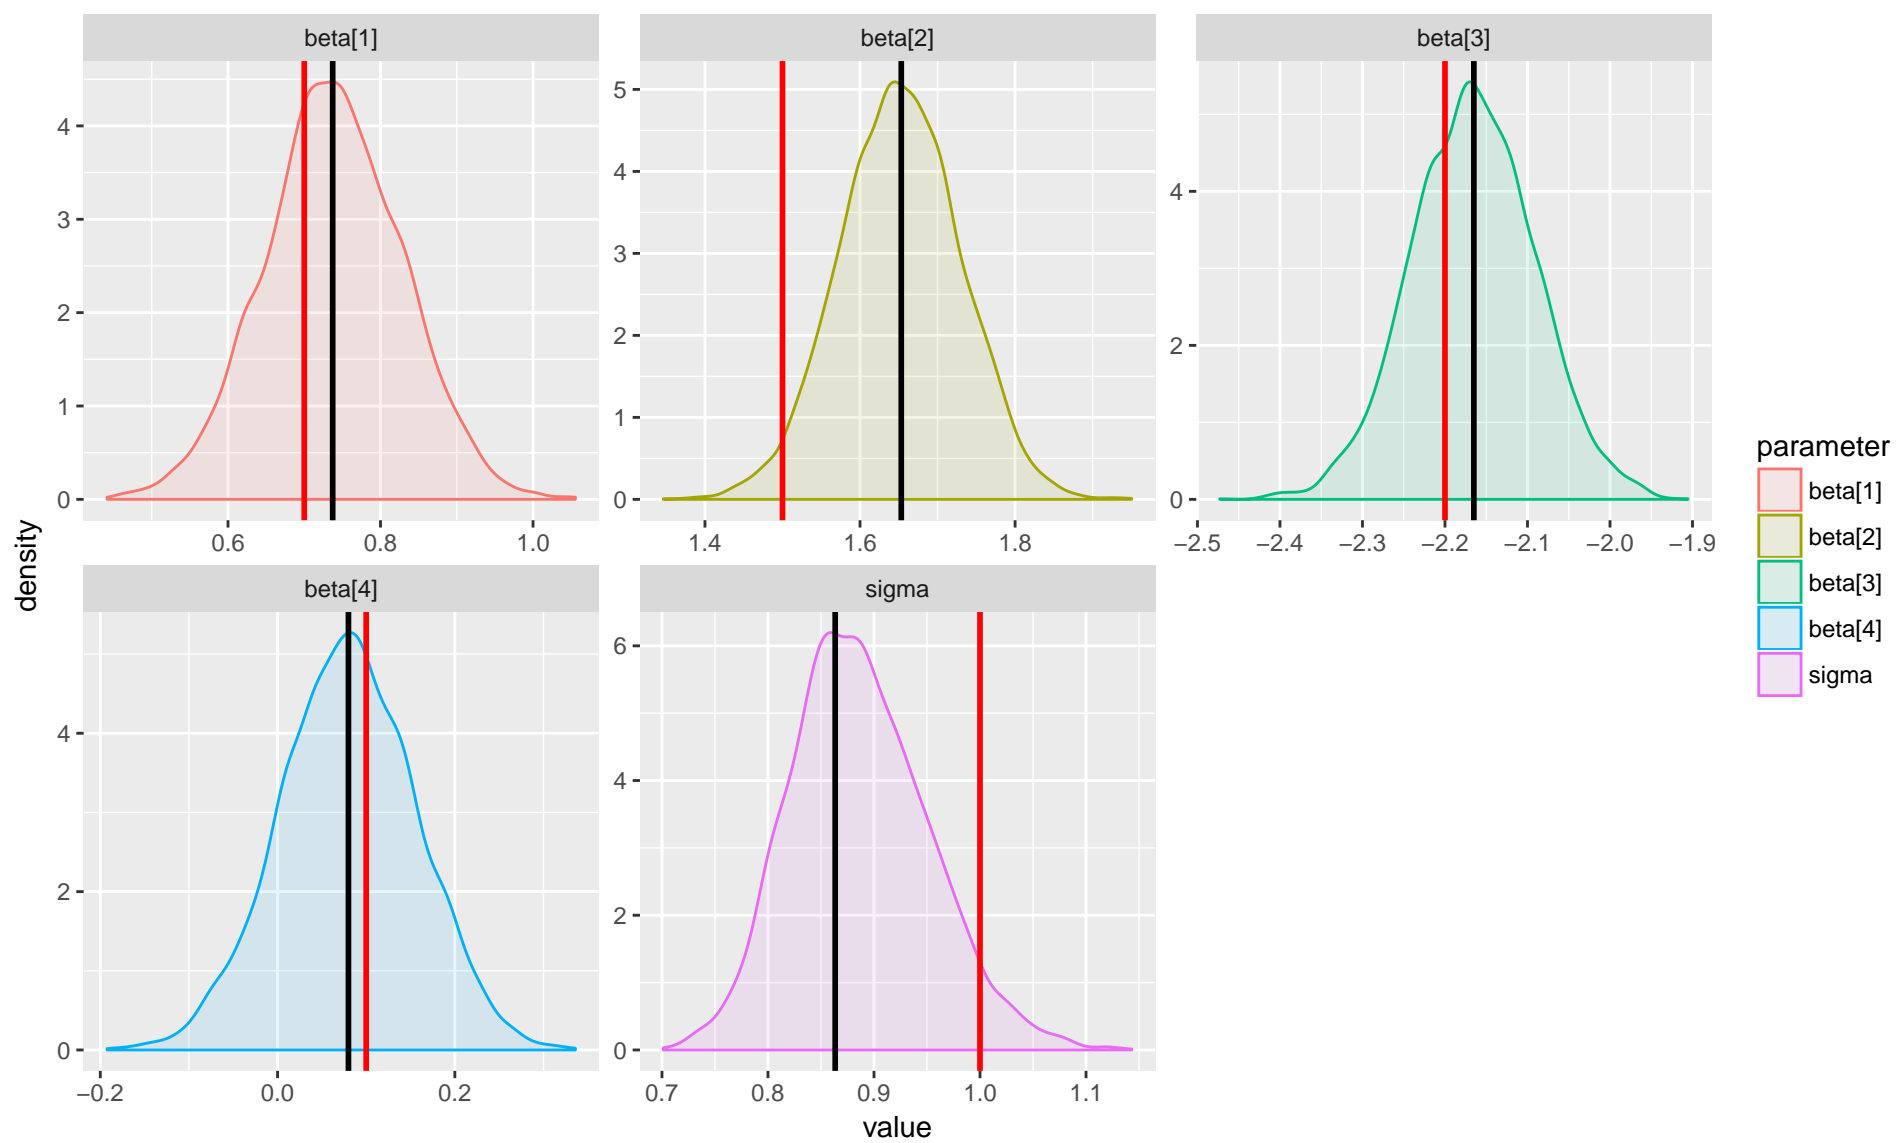 beta[1]
beta[2]
beta[3]
4
3
2
1
0
5
4
3
2
1
0
4
2
0
0.6 0.8 1.0
1.4 1.6 1.8
−2.5 −2.4 −2.3 −2.2 −2.1 −2.0 −1.9
beta[4]
sigma
4
2
0
6
4
2
0
−0.2 0.0 0.2
0.7 0.8 0.9 1.0 1.1
density
value
parameter
beta[1]
beta[2]
beta[3]
beta[4]
sigma